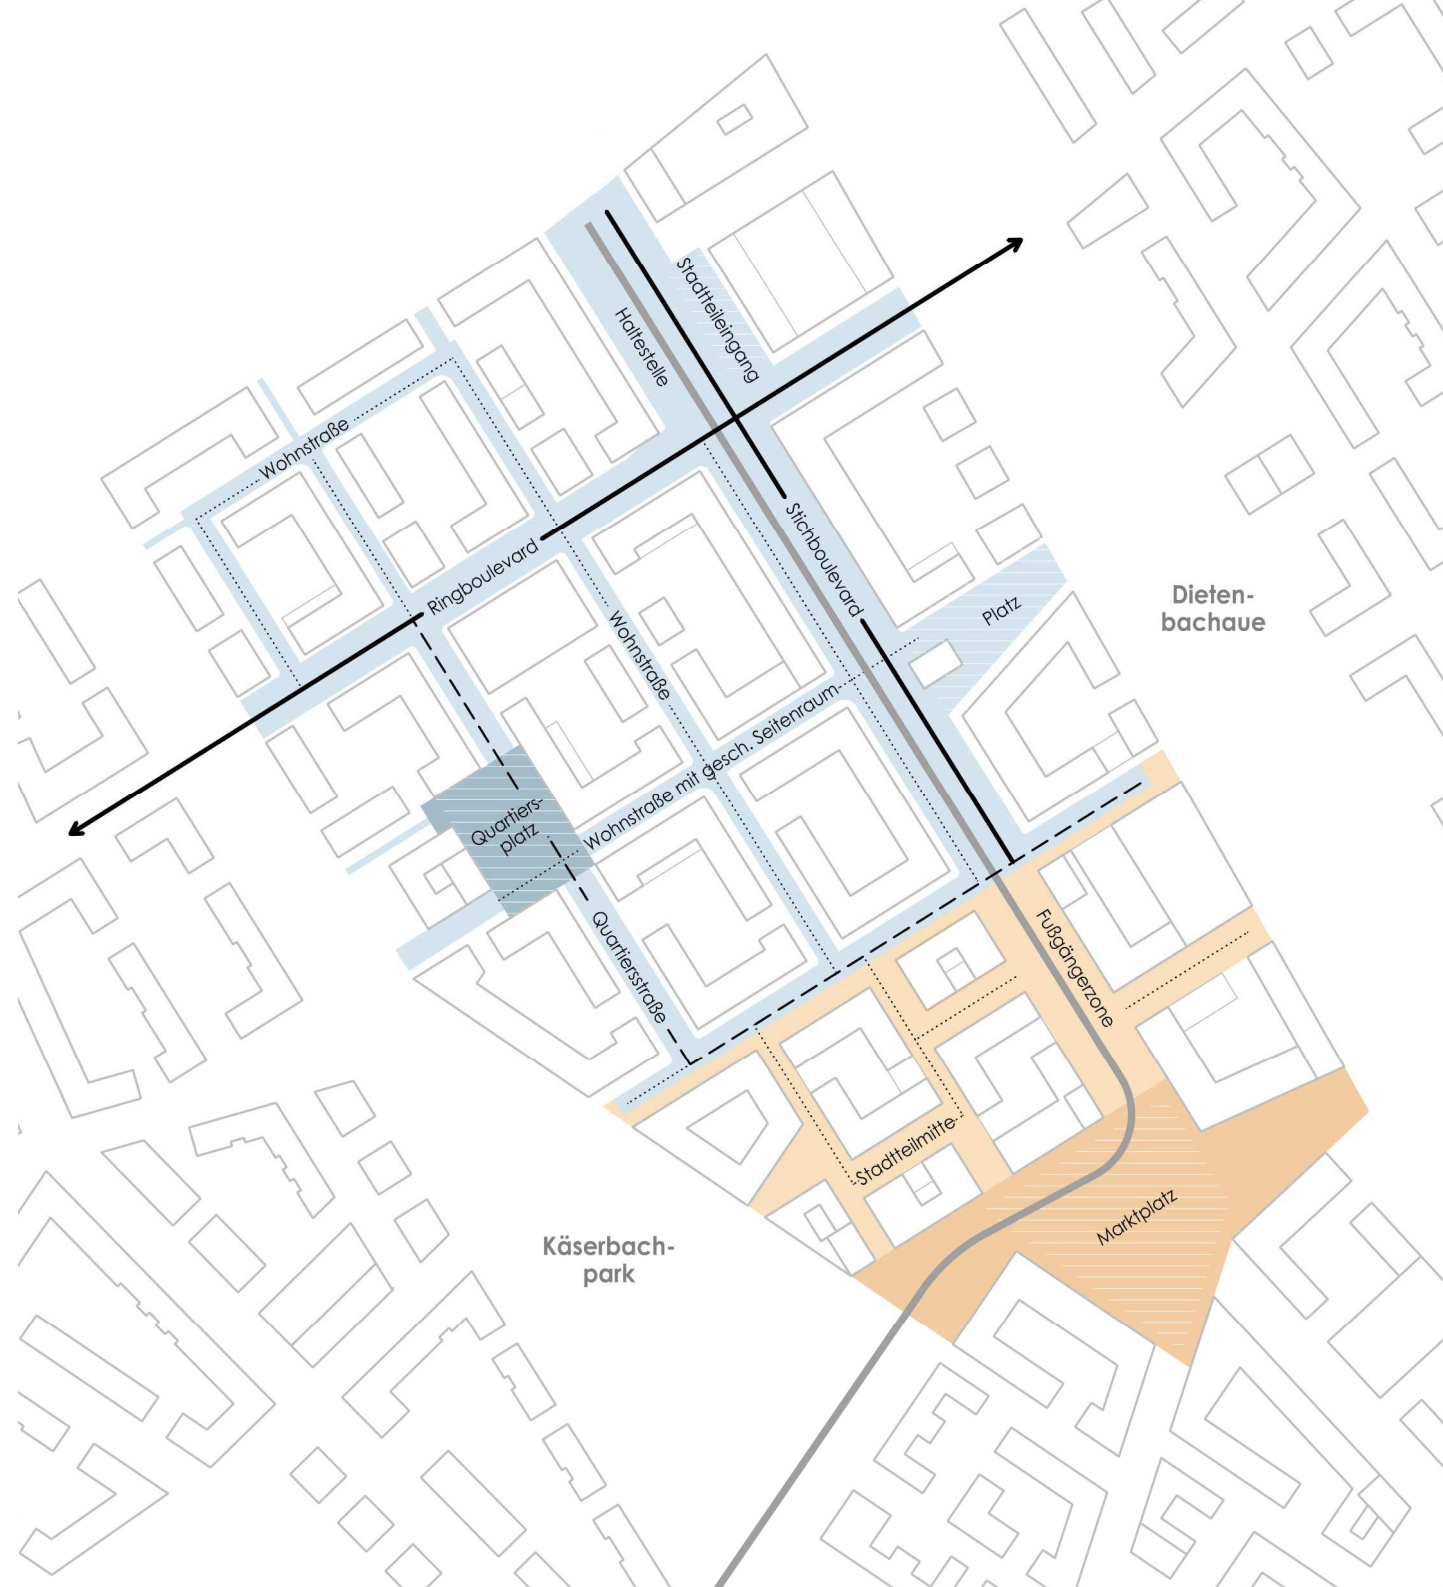 Stadtteileingang
Haltestelle
Wohnstraße
Ringboulevard
Stichboulevard
Dieten-
bachaue
Platz
Wohnstraße
Wohnstraße mit gesch. Seitenraum
Quartiers-
platz
Quartiersstraße
Fußgängerzone
Stadtteilmitte
Marktplatz
Käserbach-
park